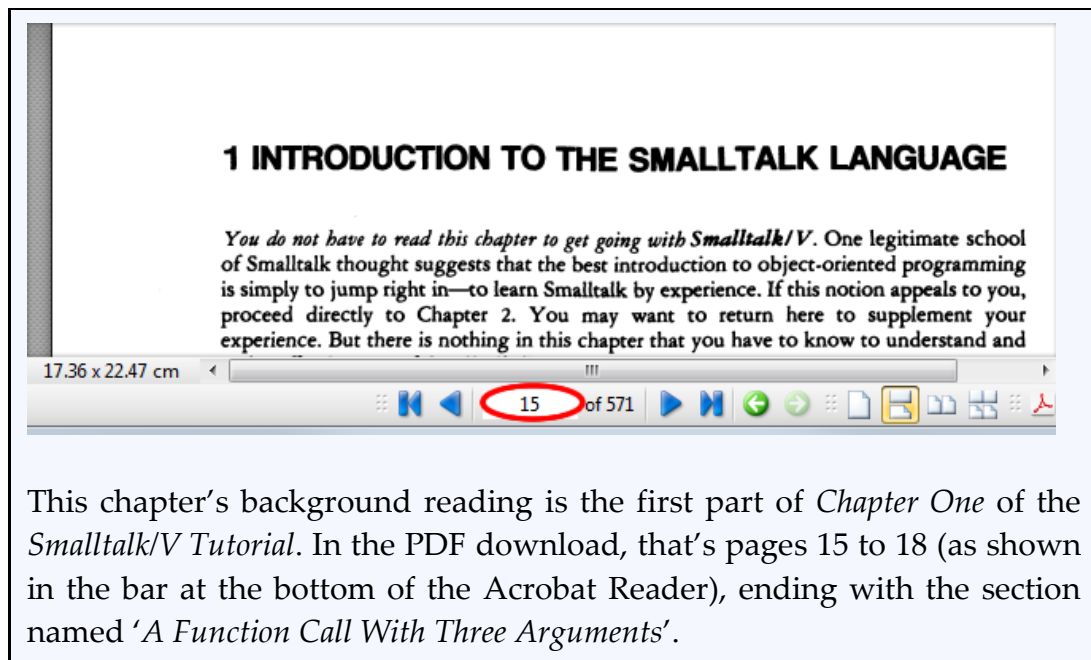 1 INTRODUCTION TO THE SMALLTALK LANGUAGE
You do not have to read this chapter to get going with Smalltalk/V. One legitimate school
of Smalltalk thought suggests that the best introduction to object-oriented programming
is simply to jump right in—to learn Smalltalk by experience. If this notion appeals to you,
proceed directly to Chapter 2. You may want to return here to supplement your
experience. But there is nothing in this chapter that you have to know to understand and
17.36 x 22.47 cm
15 of 571
This chapter’s background reading is the first part of Chapter One of the
Smalltalk/V Tutorial. In the PDF download, that’s pages 15 to 18 (as shown
in the bar at the bottom of the Acrobat Reader), ending with the section
named ‘A Function Call With Three Arguments’.